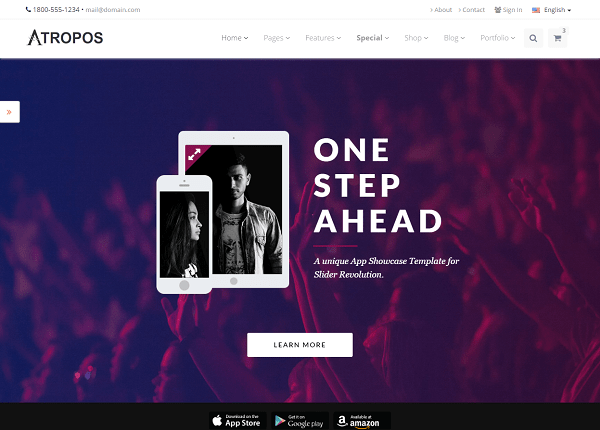 1800-555-1234 • mail@domain.com
About
Contact
Sign In
English
ATROPOS
Home
Pages
Features
Special
Shop
Blog
Portfolio
3
ONE
STEP
AHEAD
A unique App Showcase Template for
Slider Revolution.
LEARN MORE
Download on the
App Store
Get it on
Google play
Available at
amazon